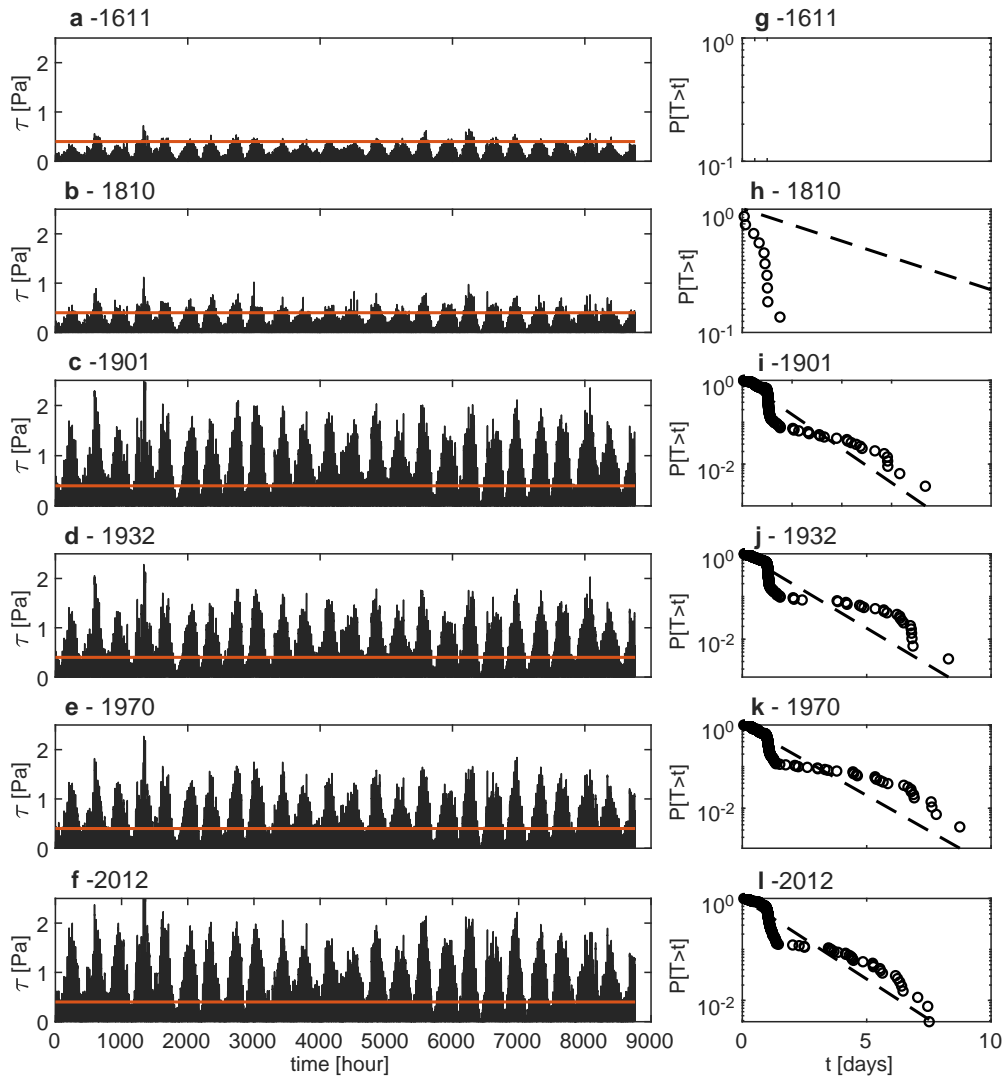 a -1611
g -1611
2
1
0
τ [Pa]
10^0
10^-1
P[T>t]
b - 1810
h - 1810
2
1
0
τ [Pa]
10^0
10^-1
P[T>t]
c -1901
i -1901
2
1
0
τ [Pa]
10^0
10^-2
P[T>t]
d - 1932
j - 1932
2
1
0
τ [Pa]
10^0
10^-2
P[T>t]
e - 1970
k - 1970
2
1
0
τ [Pa]
10^0
10^-2
P[T>t]
f -2012
l -2012
2
1
0
τ [Pa]
10^0
10^-2
P[T>t]
0 1000 2000 3000 4000 5000 6000 7000 8000 9000
time [hour]
0 5 10
t [days]